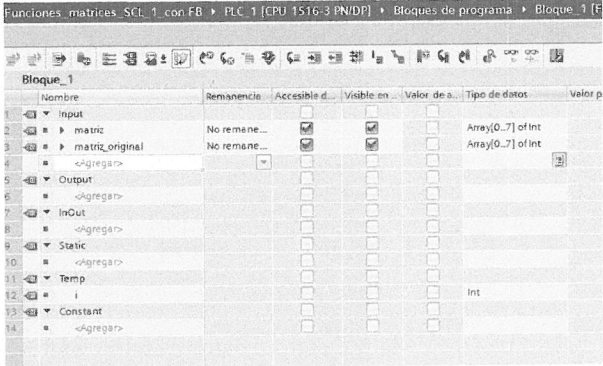 Funciones_matrices_SCL_1_con FB ▸ PLC_1 [CPU 1516-3 PN/DP] ▸ Bloques de programa ▸ Bloque_1 [F
Bloque_1
Nombre Remanencia Accesible d... Visible en ... Valor de a... Tipo de datos Valor p
1 Input
2 matriz No remane... Array[0..7] of Int
3 matriz_original No remane... Array[0..7] of Int
4 <Agregar>
5 Output
6 <Agregar>
7 InOut
8 <Agregar>
9 Static
10 <Agregar>
11 Temp
12 i Int
13 Constant
14 <Agregar>